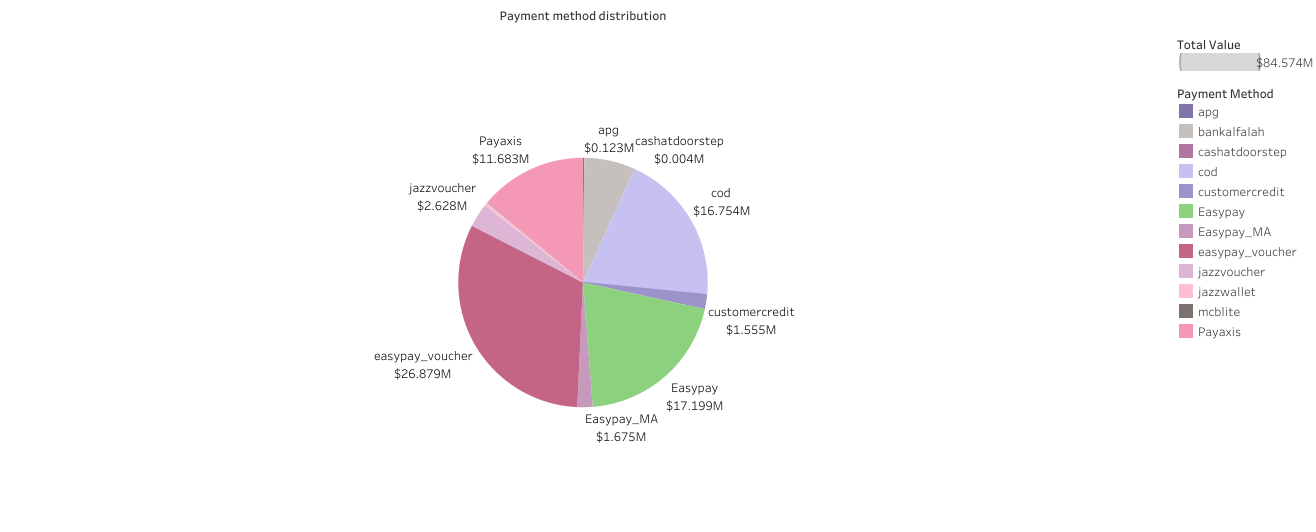 Payment method distribution
apg
$0.123M
cashatdoorstep
$0.004M
cod
$16.754M
customercredit
$1.555M
Easypay
$17.199M
Easypay_MA
$1.675M
easypay_voucher
$26.879M
jazzvoucher
$2.628M
Payaxis
$11.683M
Total Value
$84.574M
Payment Method
apg
bankalfalah
cashatdoorstep
cod
customercredit
Easypay
Easypay_MA
easypay_voucher
jazzvoucher
jazzwallet
mcblite
Payaxis